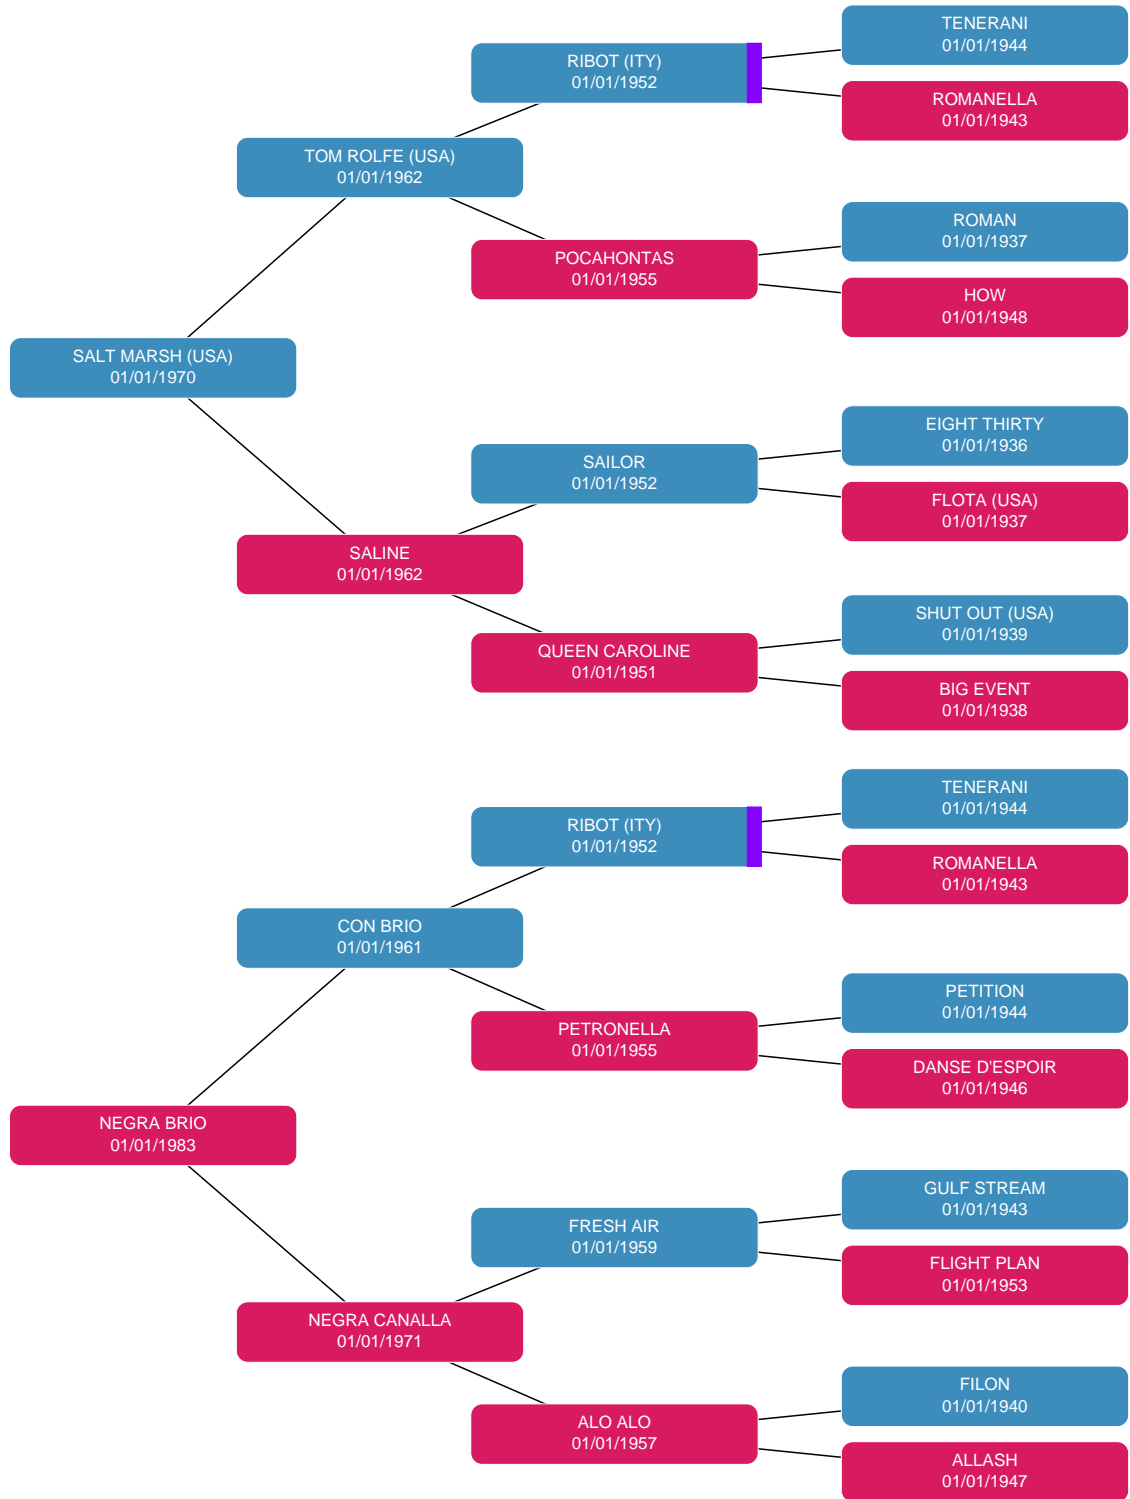 TENERANI
01/01/1944
RIBOT (ITY)
01/01/1952
ROMANELLA
01/01/1943
TOM ROLFE (USA)
01/01/1962
ROMAN
01/01/1937
POCAHONTAS
01/01/1955
HOW
01/01/1948
SALT MARSH (USA)
01/01/1970
EIGHT THIRTY
01/01/1936
SAILOR
01/01/1952
FLOTA (USA)
01/01/1937
SALINE
01/01/1962
SHUT OUT (USA)
01/01/1939
QUEEN CAROLINE
01/01/1951
BIG EVENT
01/01/1938
TENERANI
01/01/1944
RIBOT (ITY)
01/01/1952
ROMANELLA
01/01/1943
CON BRIO
01/01/1961
PETITION
01/01/1944
PETRONELLA
01/01/1955
DANSE D'ESPOIR
01/01/1946
NEGRA BRIO
01/01/1983
GULF STREAM
01/01/1943
FRESH AIR
01/01/1959
FLIGHT PLAN
01/01/1953
NEGRA CANALLA
01/01/1971
FILON
01/01/1940
ALO ALO
01/01/1957
ALLASH
01/01/1947